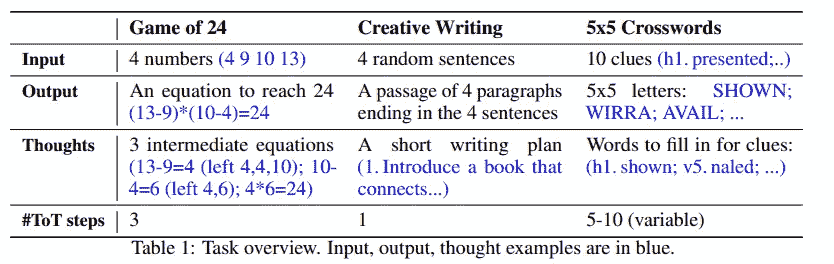 Game of 24 Creative Writing 5x5 Crosswords
Input 4 numbers (4 9 10 13) 4 random sentences 10 clues (h1. presented;..)
Output An equation to reach 24 A passage of 4 paragraphs 5x5 letters: SHOWN;
(13-9)*(10-4)=24 ending in the 4 sentences WIRRA; AVAIL; ...
Thoughts 3 intermediate equations A short writing plan Words to fill in for clues:
(13-9=4 (left 4,4,10); 10- (1. Introduce a book that (h1. shown; v5. naled; ...)
4=6 (left 4,6); 4*6=24) connects...)
#ToT steps 3 1 5-10 (variable)
Table 1: Task overview. Input, output, thought examples are in blue.